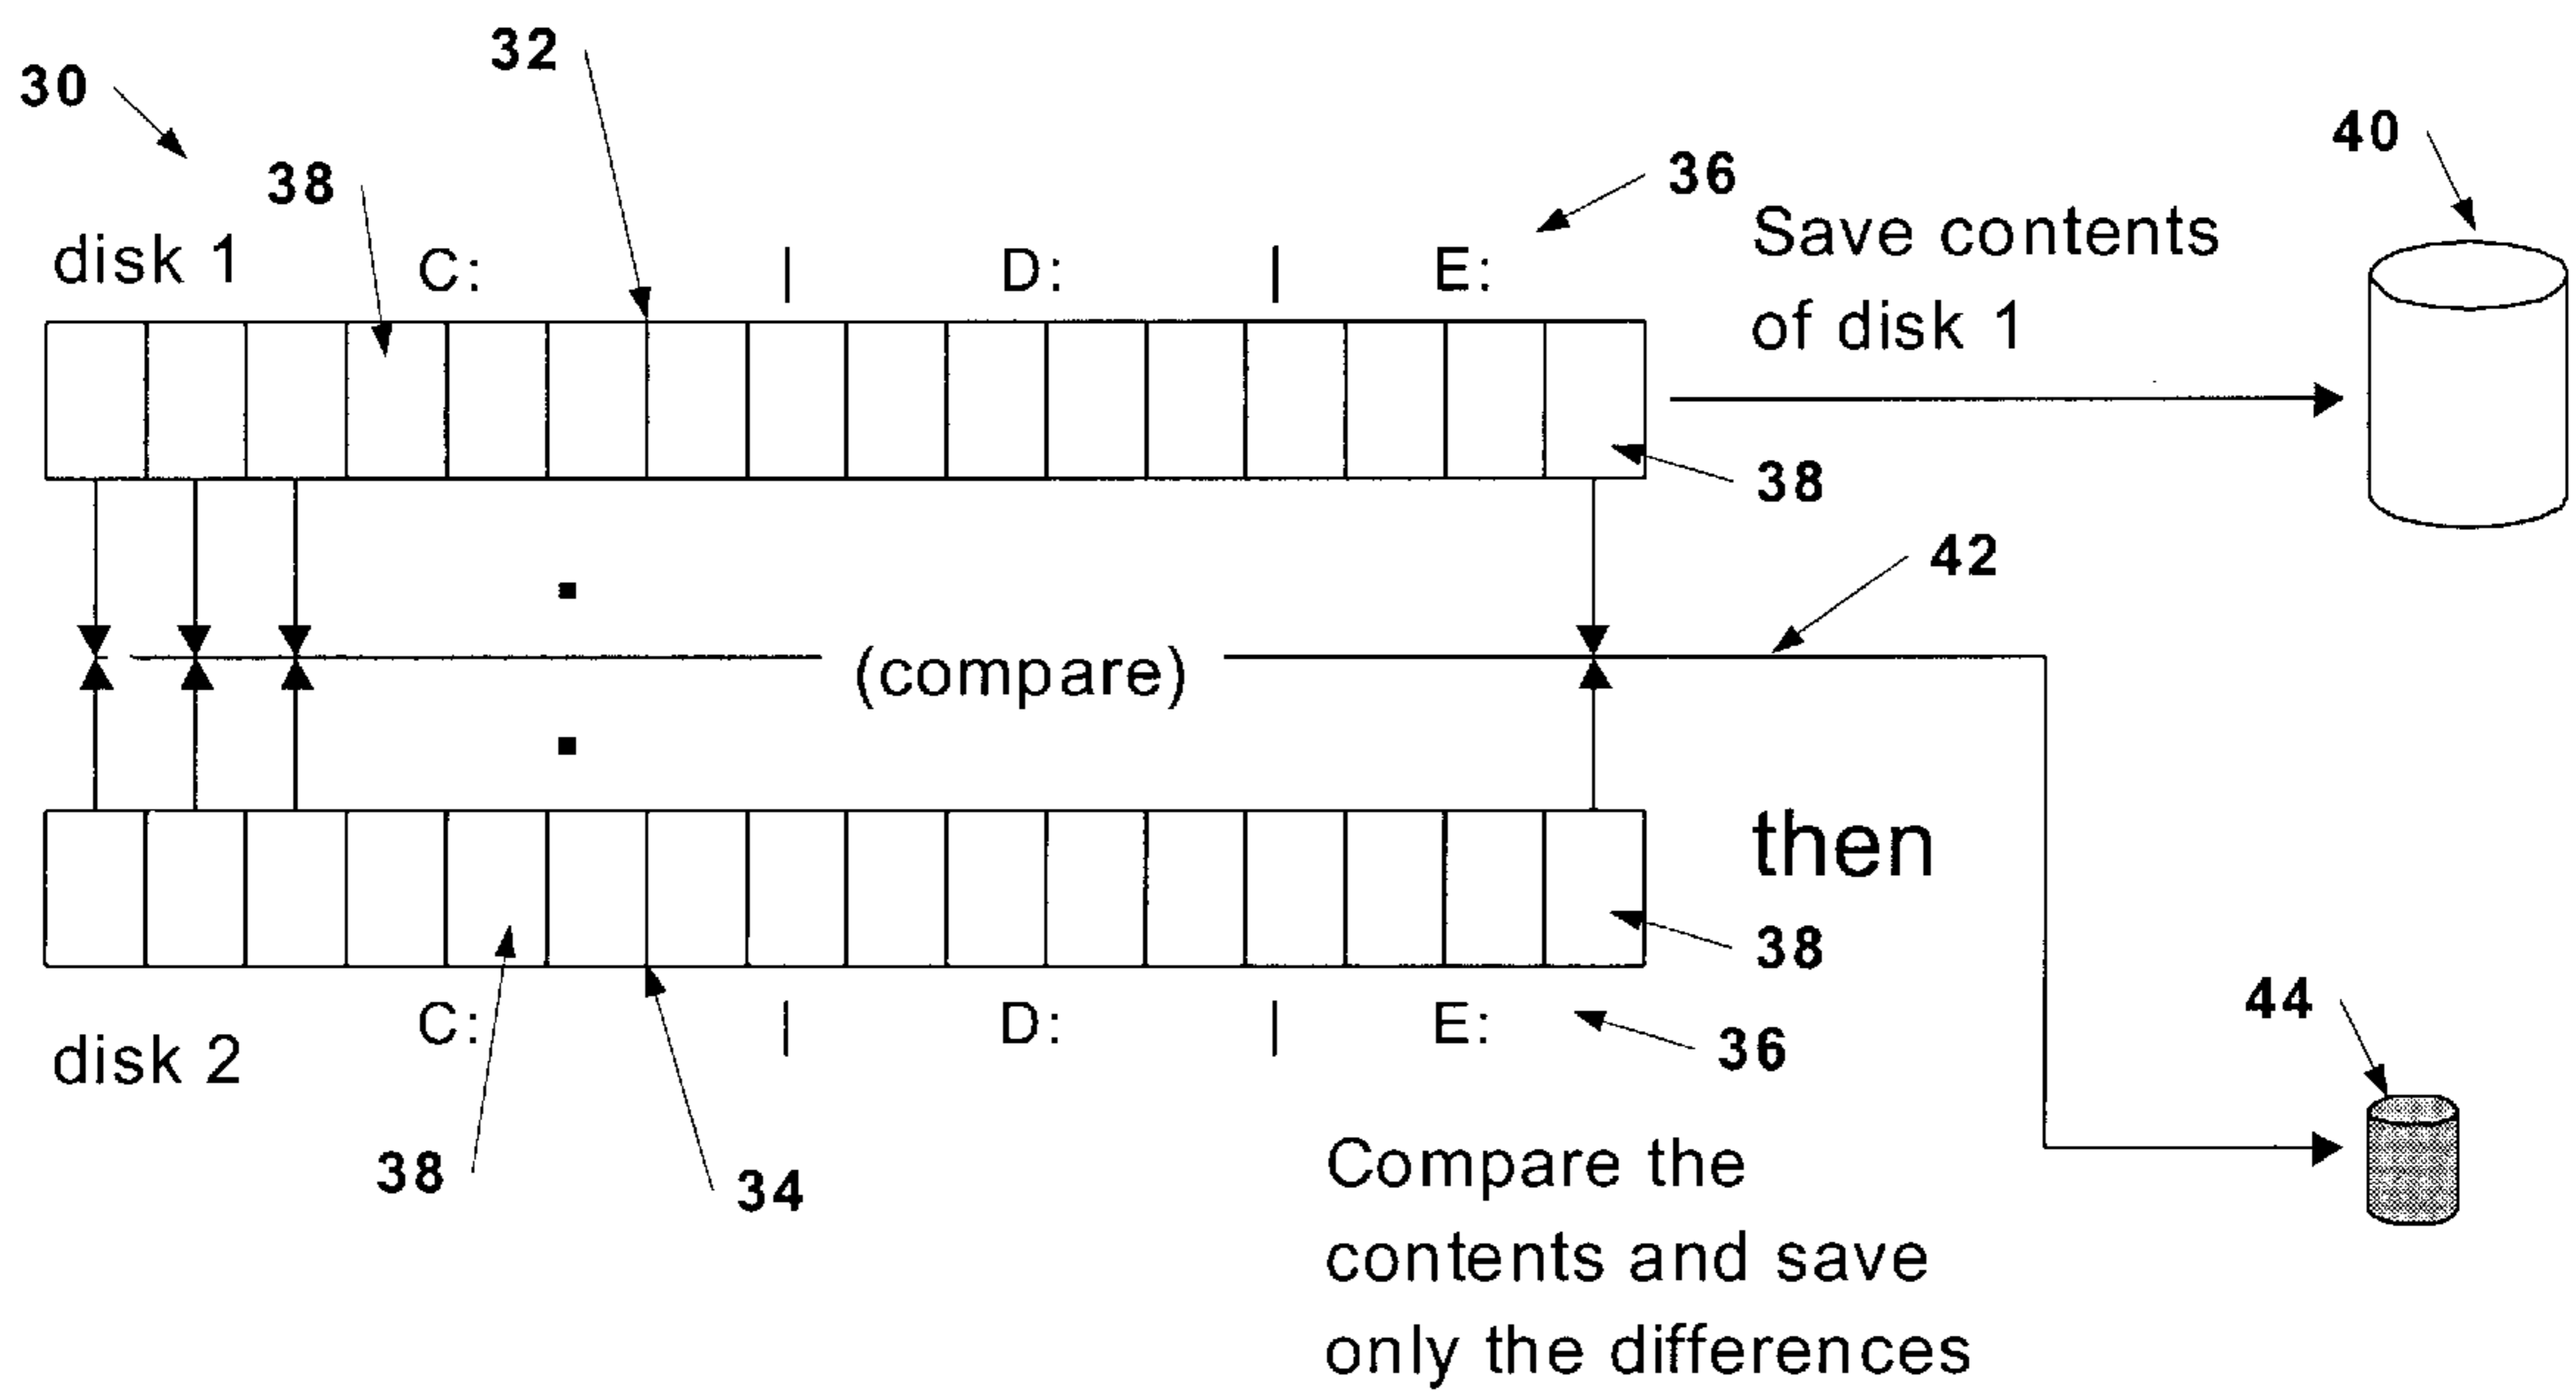 32
30
40
36
38
Save contents
disk 1 C: | D: | E:
of disk 1
38
42
(compare)
then
38
C: | D: | E:
44
disk 2
36
Compare the
38
34
contents and save
only the differences